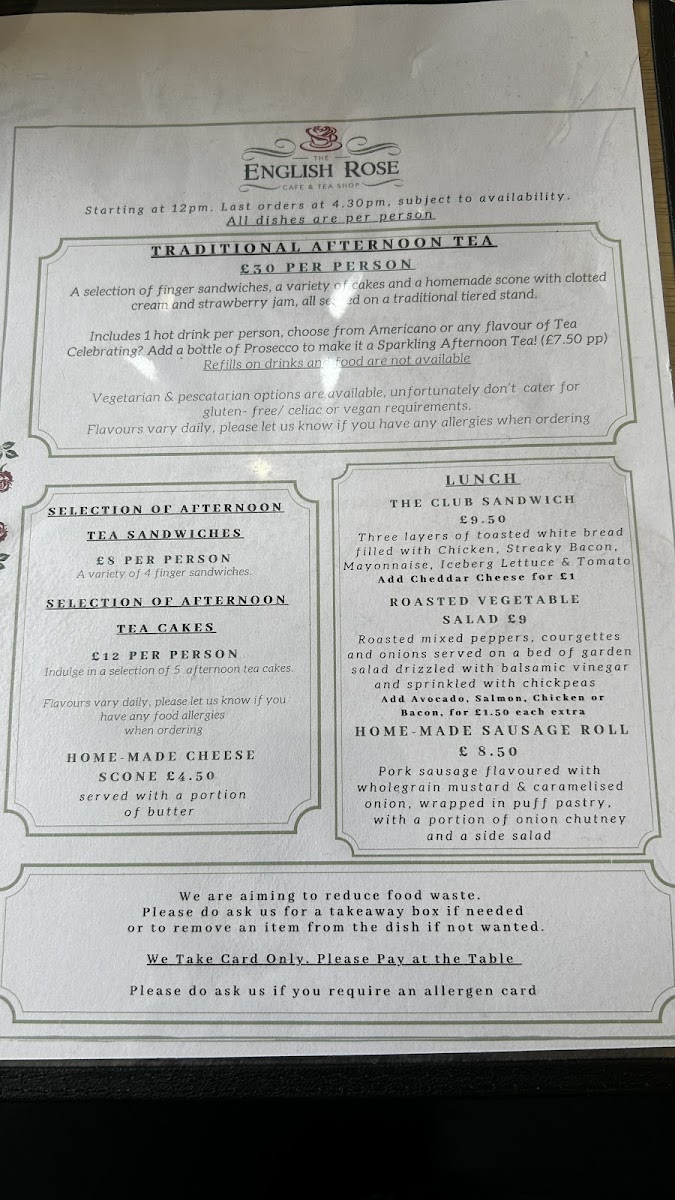 THE
ENGLISH ROSE
CAFE & TEA SHOP
Starting at 12pm. Last orders at 4.30pm, subject to availability.
All dishes are per person
TRADITIONAL AFTERNOON TEA
£30 PER PERSON
A selection of finger sandwiches, a variety of cakes and a homemade scone with clotted
cream and strawberry jam, all served on a traditional tiered stand.
Includes 1 hot drink per person, choose from Americano or any flavour of Tea
Celebrating? Add a bottle of Prosecco to make it a Sparkling Afternoon Tea! (£7.50 pp)
Refills on drinks and food are not available
Vegetarian & pescatarian options are available, unfortunately don't cater for
gluten- free/ celiac or vegan requirements.
Flavours vary daily, please let us know if you have any allergies when ordering
SELECTION OF AFTERNOON
TEA SANDWICHES
£8 PER PERSON
A variety of 4 finger sandwiches.
SELECTION OF AFTERNOON
TEA CAKES
£12 PER PERSON
Indulge in a selection of 5 afternoon tea cakes.
Flavours vary daily, please let us know if you
have any food allergies
when ordering
HOME-MADE CHEESE
SCONE £4.50
served with a portion
of butter
LUNCH
THE CLUB SANDWICH
£9.50
Three layers of toasted white bread
filled with Chicken, Streaky Bacon,
Mayonnaise, Iceberg Lettuce & Tomato
Add Cheddar Cheese for £1
ROASTED VEGETABLE
SALAD £9
Roasted mixed peppers, courgettes
and onions served on a bed of garden
salad drizzled with balsamic vinegar
and sprinkled with chickpeas
Add Avocado, Salmon, Chicken or
Bacon, for £1.50 each extra
HOME-MADE SAUSAGE ROLL
£ 8.50
Pork sausage flavoured with
wholegrain mustard & caramelised
onion, wrapped in puff pastry,
with a portion of onion chutney
and a side salad
We are aiming to reduce food waste.
Please do ask us for a takeaway box if needed
or to remove an item from the dish if not wanted.
We Take Card Only. Please Pay at the Table
Please do ask us if you require an allergen card